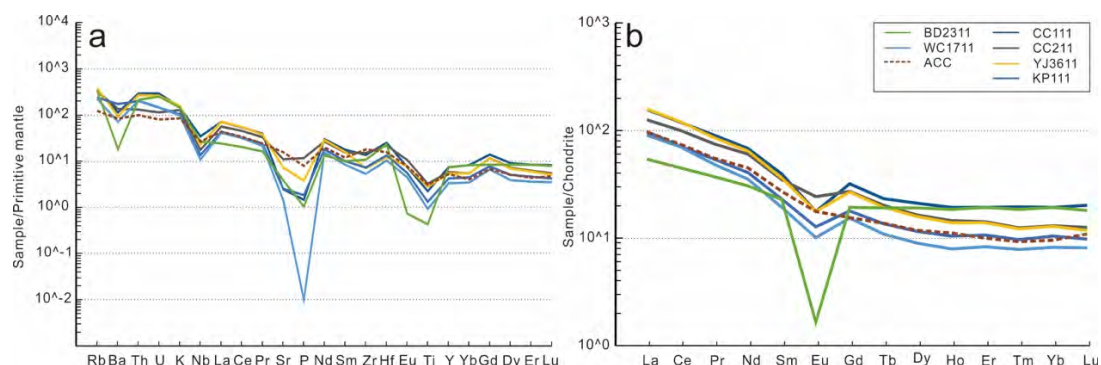 a
10^4
10^3
10^2
10^1
10^0
10^-1
10^-2
Sample/Primitive mantle
Rb Ba Th U K Nb La Ce Pr Sr P Nd Sm Zr Hf Eu Ti Y Yb Gd Dy Er Lu
b
10^3
10^2
10^1
10^0
Sample/Chondrite
BD2311 CC111
WC1711 CC211
ACC YJ3611
KP111
La Ce Pr Nd Sm Eu Gd Tb Dy Ho Er Tm Yb Lu